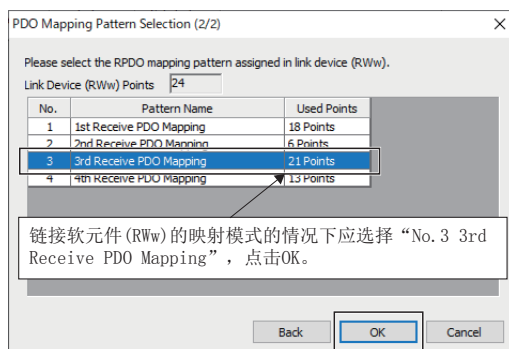 PDO Mapping Pattern Selection (2/2)
Please select the RPDO mapping pattern assigned in link device (RWw).
Link Device (RWw) Points 24
No. Pattern Name Used Points
1 1st Receive PDO Mapping 18 Points
2 2nd Receive PDO Mapping 6 Points
3 3rd Receive PDO Mapping 21 Points
4 4th Receive PDO Mapping 13 Points
链接软元件(RWw)的映射模式的情况下应选择“No.3 3rd
Receive PDO Mapping”，点击OK。
Back OK Cancel